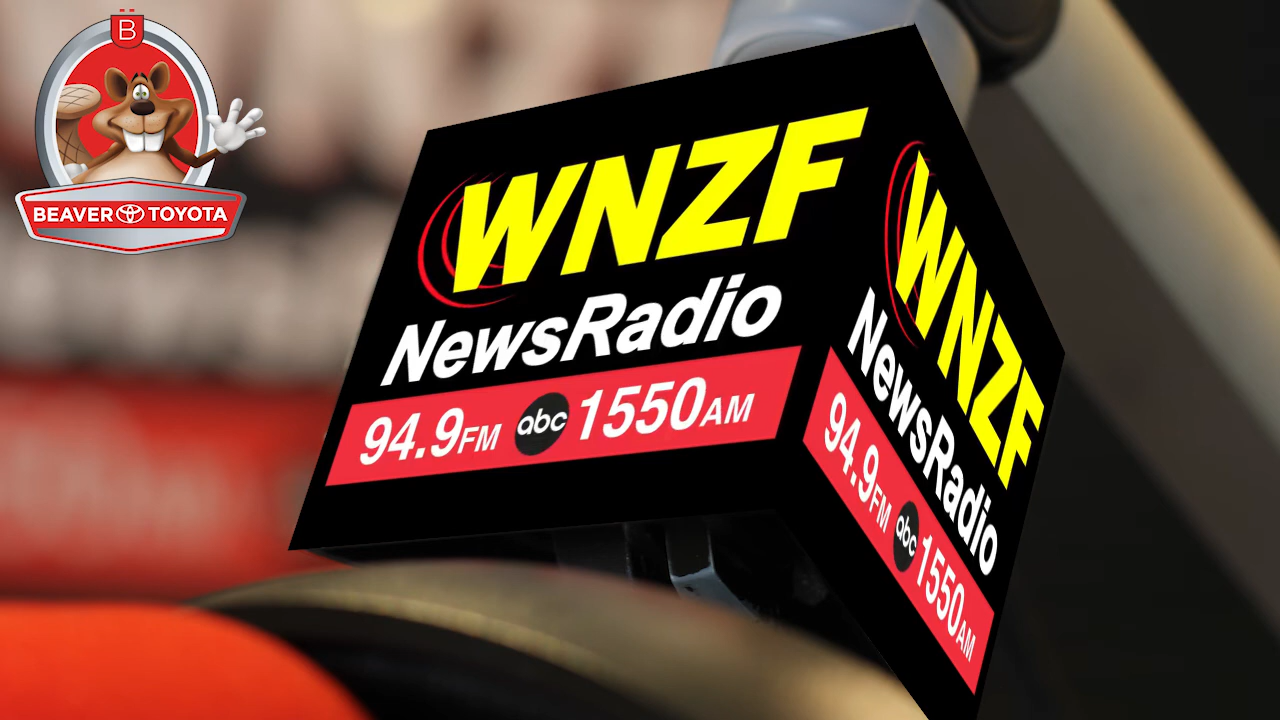 B
BEAVER TOYOTA
WNZF
NewsRadio
94.9FM abc 1550AM
WNZF
NewsRadio
94.9FM abc 1550AM